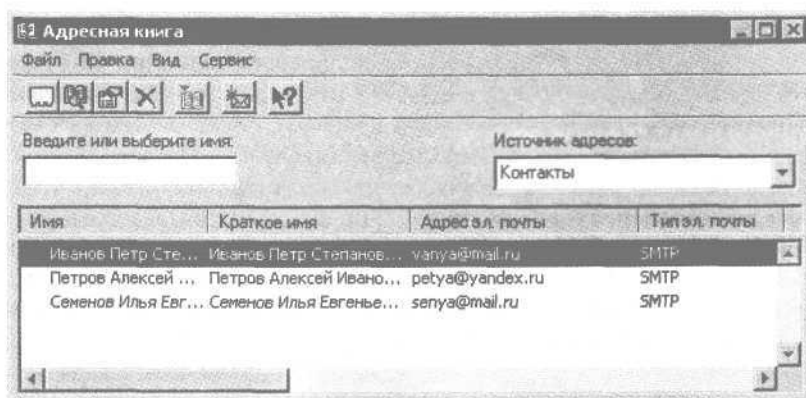 Адресная книга
Файл Правка Вид Сервис
Введите или выберите имя:
Источник адресов:
Контакты
Имя Краткое имя Адрес эл. почты Тип эл. почты
Иванов Петр Сте... Иванов Петр Степанов... vanya@mail.ru SMTP
Петров Алексей ... Петров Алексей Ивано... petya@yandex.ru SMTP
Семенов Илья Евг... Семенов Илья Евгенье... senya@mail.ru SMTP